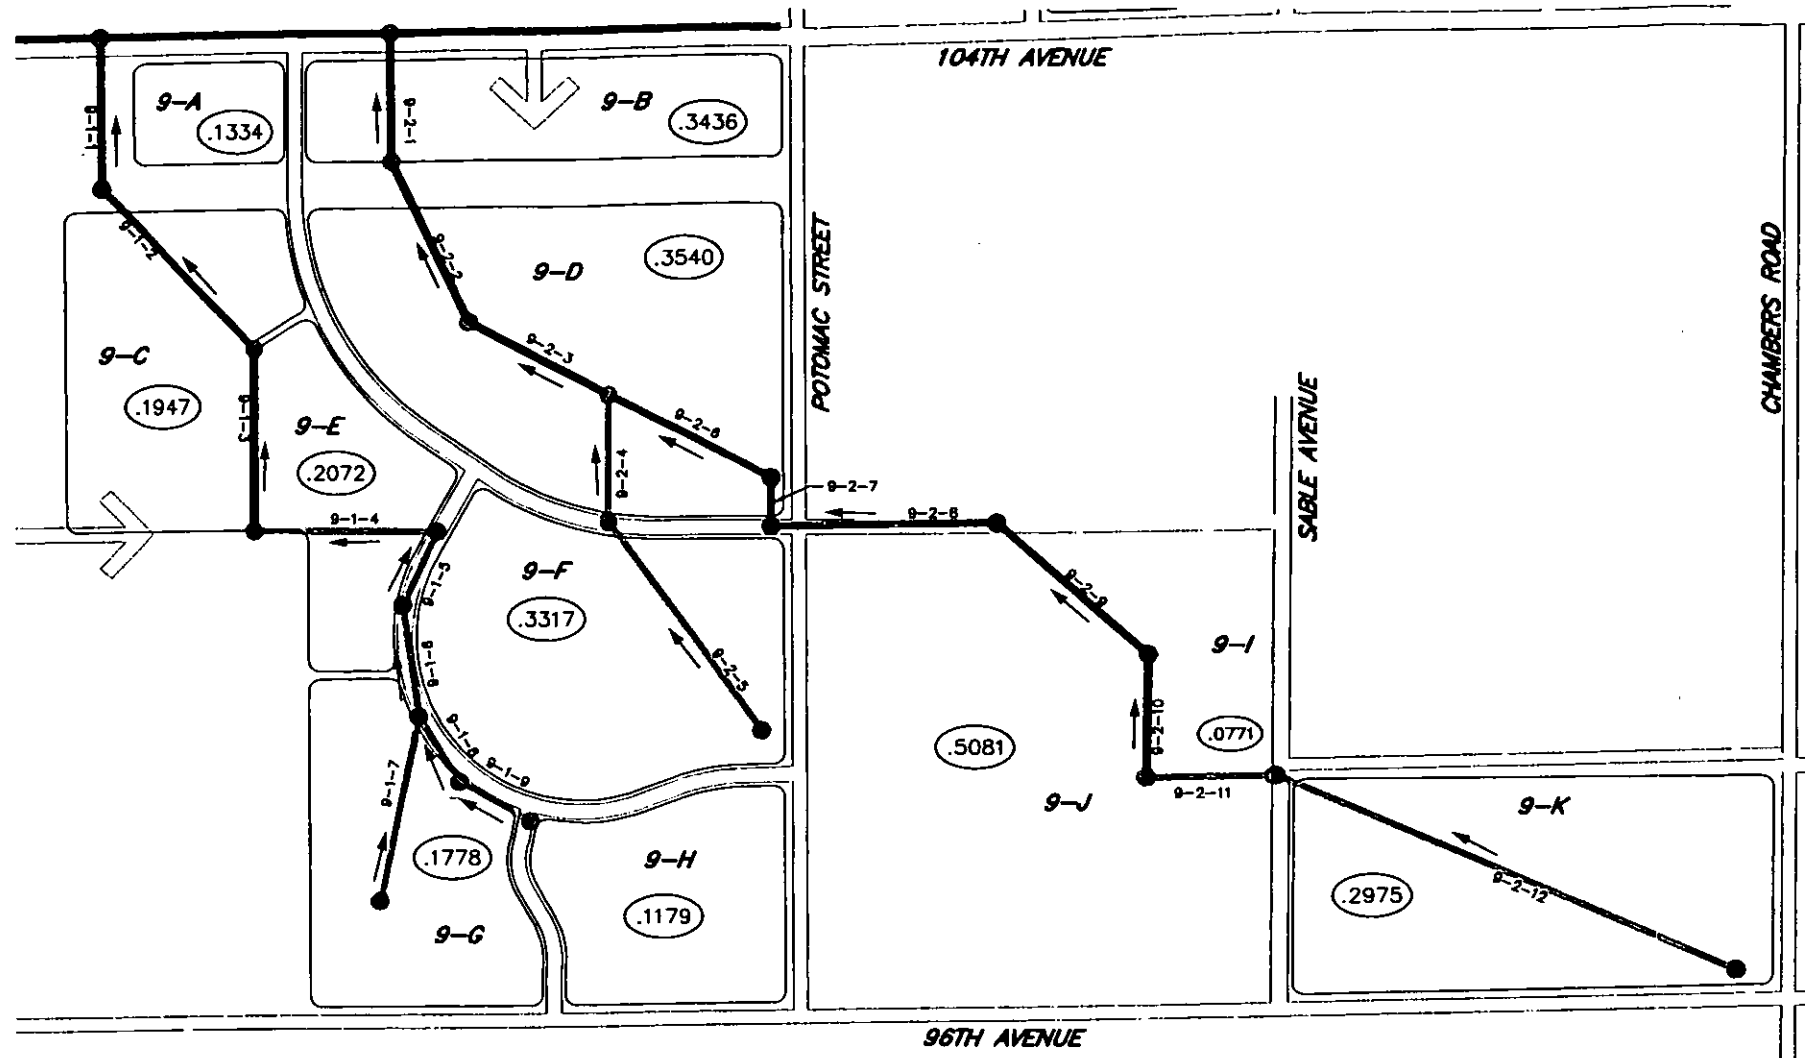 104TH AVENUE
9-A
.1334
9-B
.3436
9-1-1
9-2-1
9-1-2
9-2-2
9-D
.3540
POTOMAC STREET
CHAMBERS ROAD
9-C
.1947
9-1-3
9-E
.2072
9-2-3
9-2-6
9-2-4
9-2-7
SABLE AVENUE
9-1-4
9-2-8
9-F
.3317
9-1-5
9-1-6
9-2-5
9-2-9
9-I
.0771
9-2-10
.5081
9-J
9-2-11
9-1-8
9-1-9
9-1-7
.1778
9-G
9-H
.1179
9-K
.2975
9-2-12
96TH AVENUE